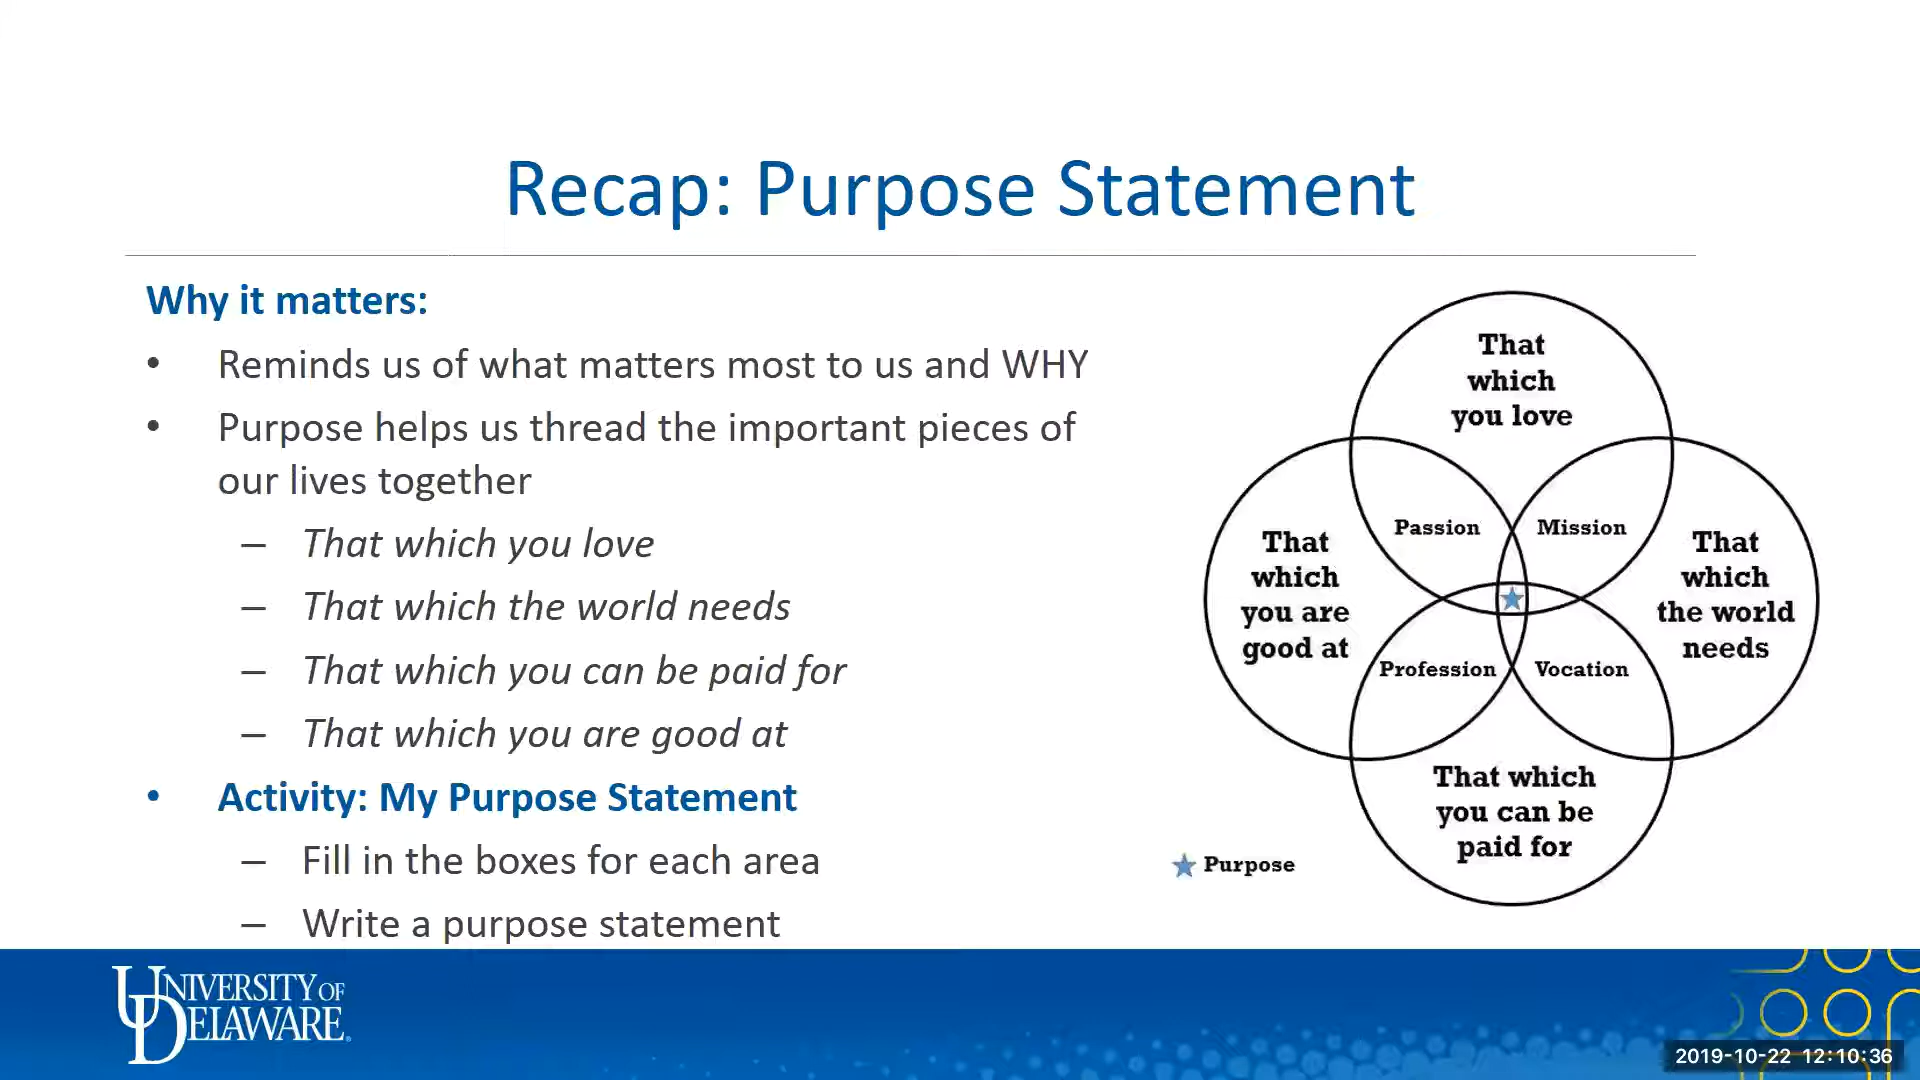 Recap: Purpose Statement
Why it matters:
• Reminds us of what matters most to us and WHY
• Purpose helps us thread the important pieces of
our lives together
– That which you love
– That which the world needs
– That which you can be paid for
– That which you are good at
• Activity: My Purpose Statement
– Fill in the boxes for each area
– Write a purpose statement
That
which
you love
Passion
Mission
That
which
you are
good at
That
which
the world
needs
Profession
Vocation
That which
you can be
paid for
Purpose
UNIVERSITY OF
DELAWARE
2019-10-22 12:10:36